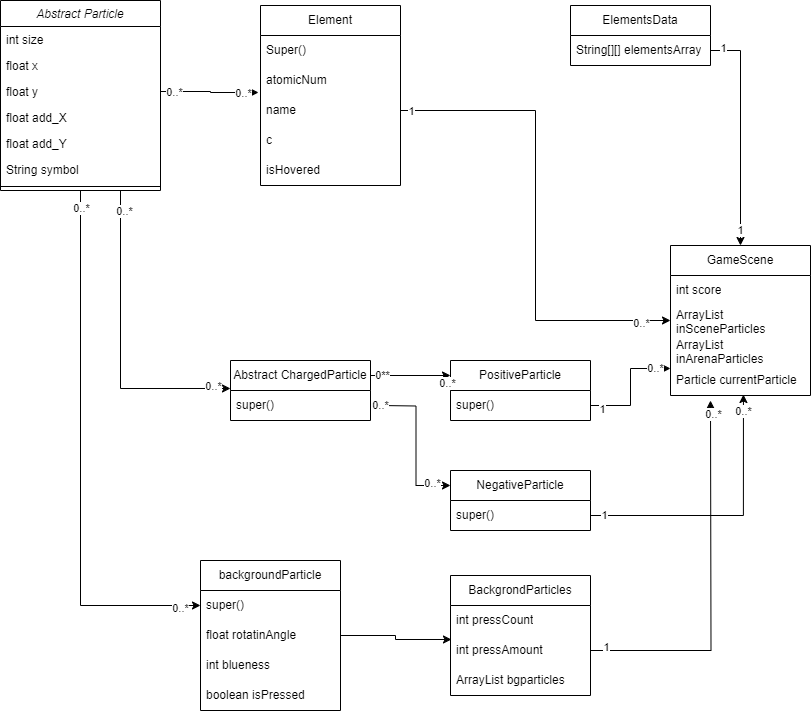 Abstract Particle
int size
float x
float y
float add_X
float add_Y
String symbol
0..*
0..*
Element
Super()
atomicNum
name
c
isHovered
1
0..*
ElementsData
String[][] elementsArray
1
1
GameScene
int score
ArrayList
inSceneParticles
ArrayList
inArenaParticles
Particle currentParticle
0..*
0..*
0..*
0..*
Abstract ChargedParticle
super()
0**
0..*
0..*
0..*
PositiveParticle
super()
1
0..*
NegativeParticle
super()
1
0..*
0..*
backgroundParticle
super()
float rotatinAngle
int blueness
boolean isPressed
BackgrondParticles
int pressCount
int pressAmount
ArrayList bgparticles
1